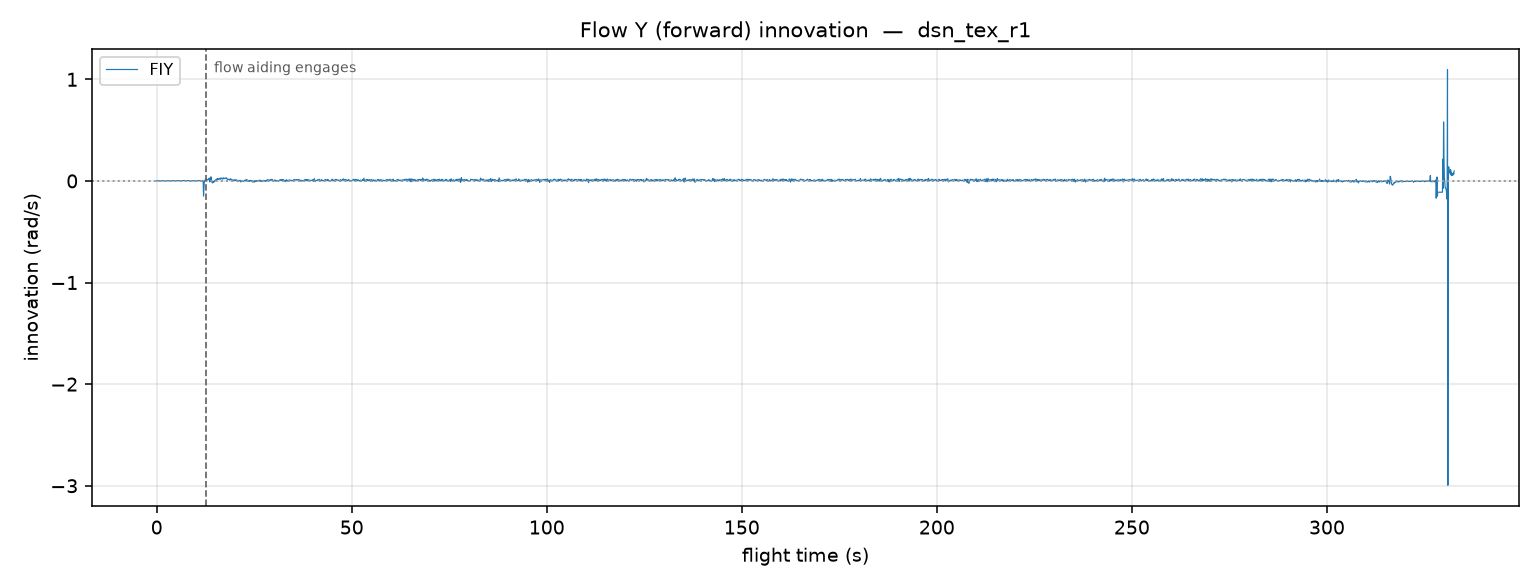 Flow Y (forward) innovation — dsn_tex_r1
FIY
flow aiding engages
1
0
−1
−2
−3
innovation (rad/s)
0 50 100 150 200 250 300
flight time (s)